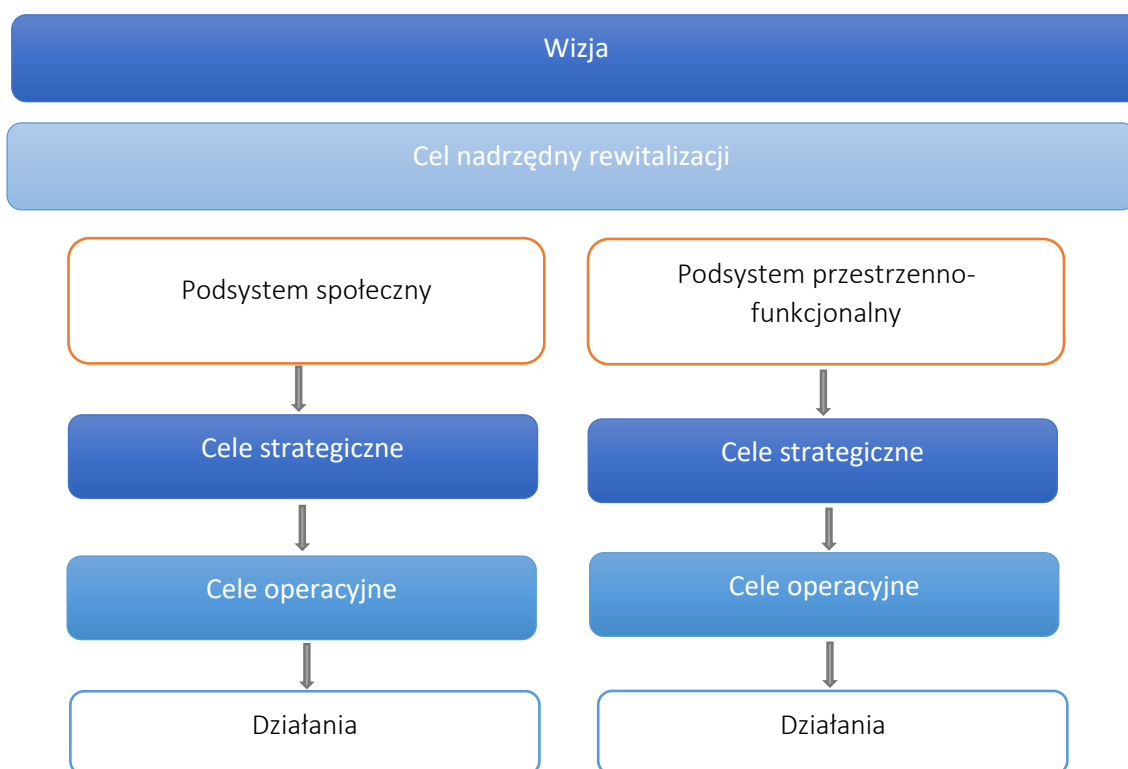 Wizja
Cel nadrzędny rewitalizacji
Podsystem społeczny
Podsystem przestrzenno-
funkcjonalny
Cele strategiczne
Cele strategiczne
Cele operacyjne
Cele operacyjne
Działania
Działania